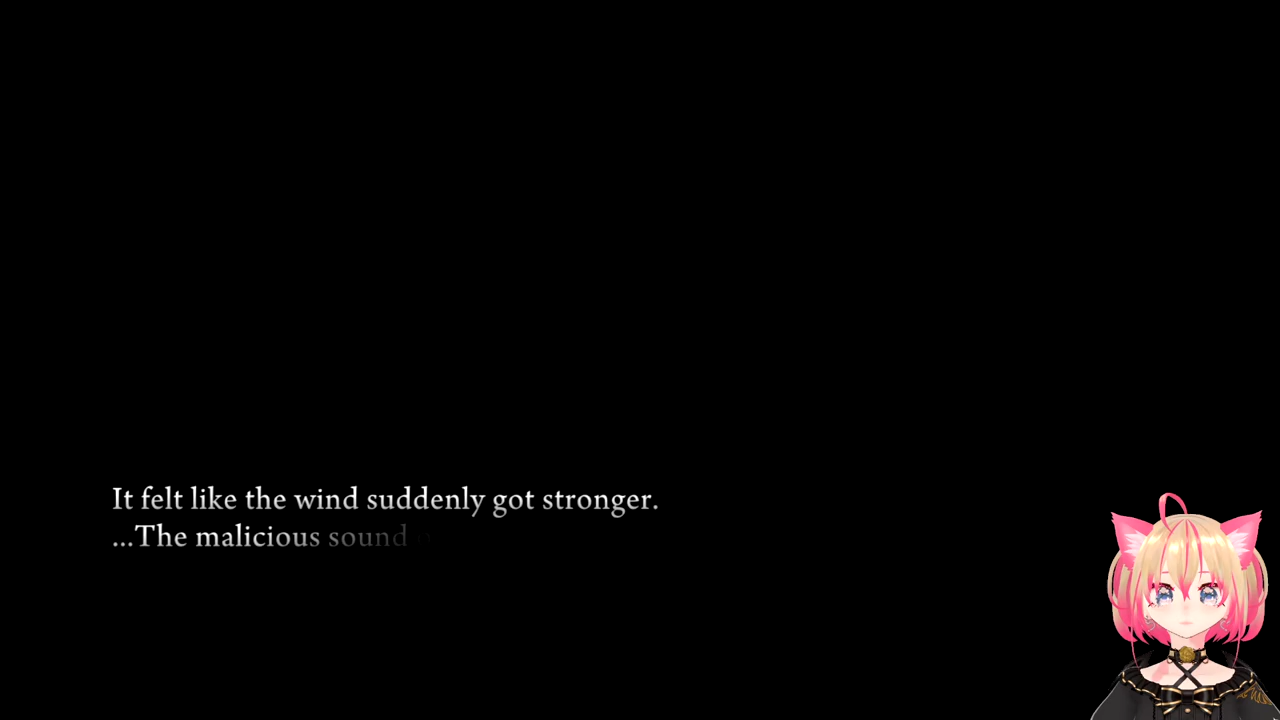 It felt like the wind suddenly got stronger.
...The malicious sound